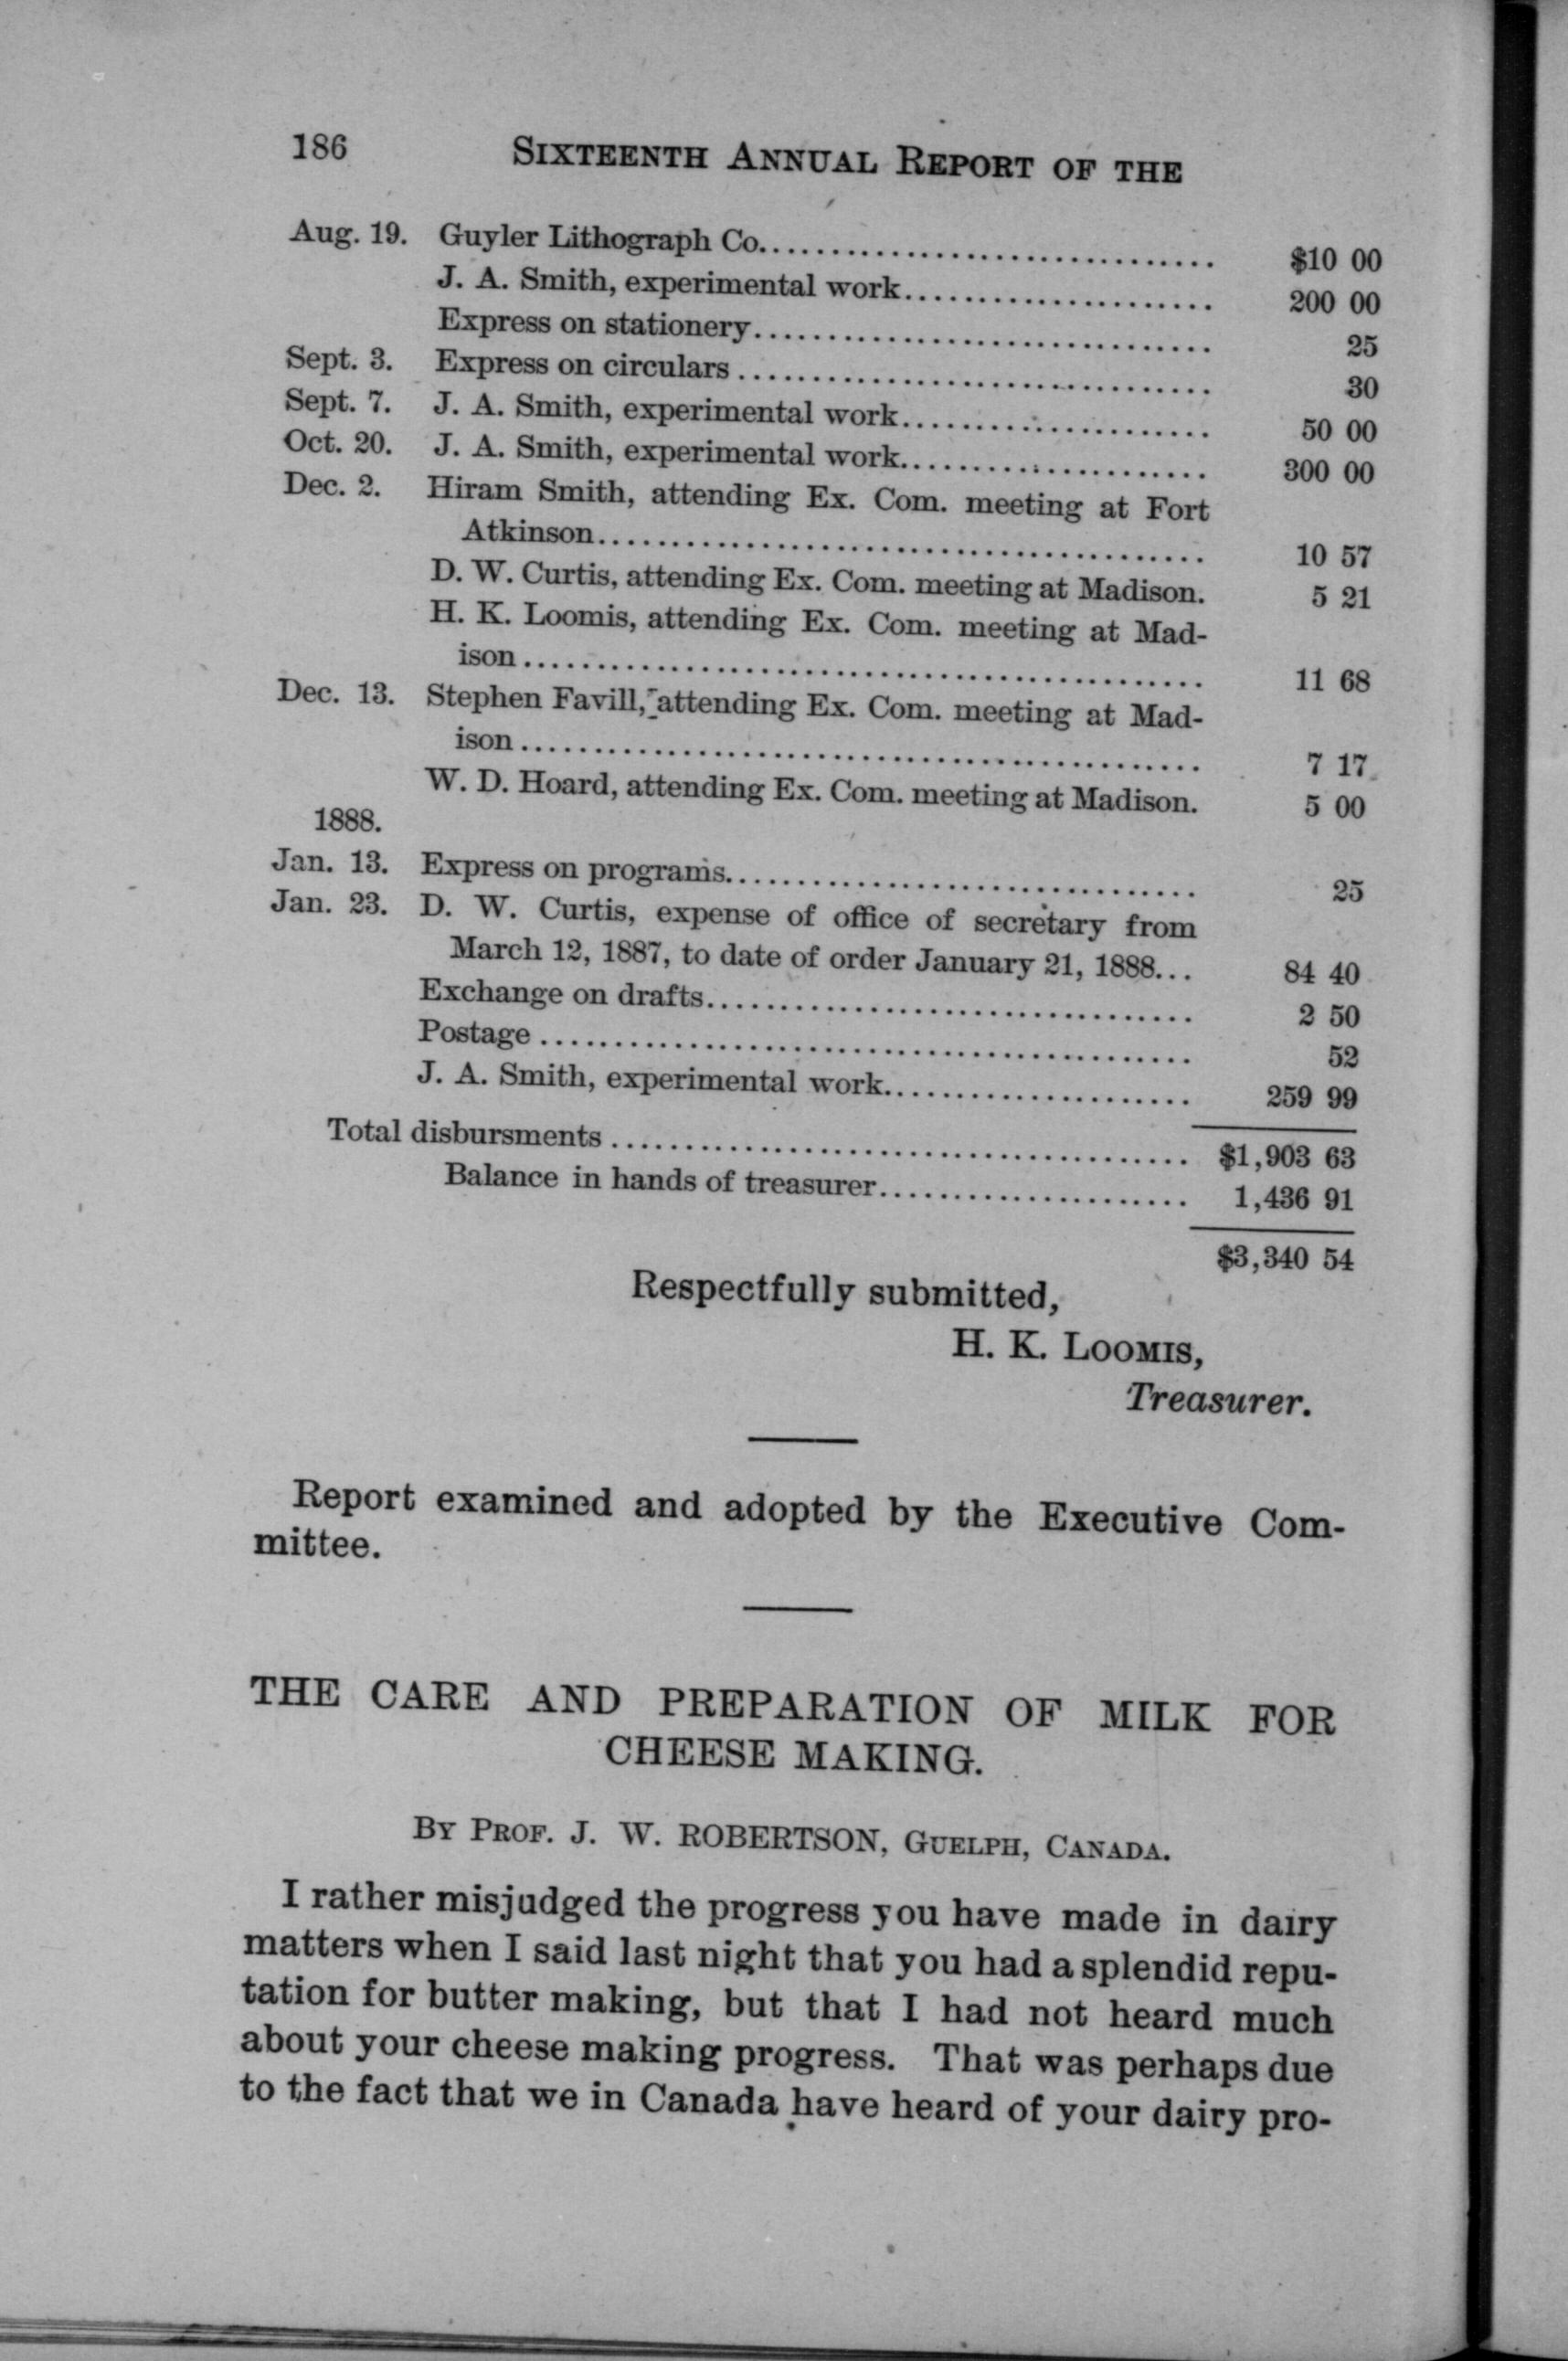 186 SIXTEENTH ANNUAL REPORT OF THE
Aug. 19. Guyler Lithograph Co. $10 00
J. A. Smith, experimental work 200 00
Express on stationery 25
Sept. 3. Express on circulars 30
Sept. 7. J. A. Smith, experimental work 50 00
Oct. 20. J. A. Smith, experimental work 300 00
Dec. 2. Hiram Smith, attending Ex. Com. meeting at Fort
Atkinson 10 57
D. W. Curtis, attending Ex. Com. meeting at Madison. 5 21
H. K. Loomis, attending Ex. Com. meeting at Mad-
ison 11 68
Dec. 13. Stephen Favill, attending Ex. Com. meeting at Mad-
ison 7 17
W. D. Hoard, attending Ex. Com. meeting at Madison. 5 00
1888.
Jan. 13. Express on programs 25
Jan. 23. D. W. Curtis, expense of office of secretary from
March 12, 1887, to date of order January 21, 1888... 84 40
Exchange on drafts 2 50
Postage 52
J. A. Smith, experimental work 259 99
Total disbursments $1,903 63
Balance in hands of treasurer 1,436 91
$3,340 54
Respectfully submitted,
H. K. LOOMIS,
Treasurer.
Report examined and adopted by the Executive Com-
mittee.
THE CARE AND PREPARATION OF MILK FOR
CHEESE MAKING.
BY PROF. J. W. ROBERTSON, GUELPH, CANADA.
I rather misjudged the progress you have made in dairy
matters when I said last night that you had a splendid repu-
tation for butter making, but that I had not heard much
about your cheese making progress. That was perhaps due
to the fact that we in Canada have heard of your dairy pro-